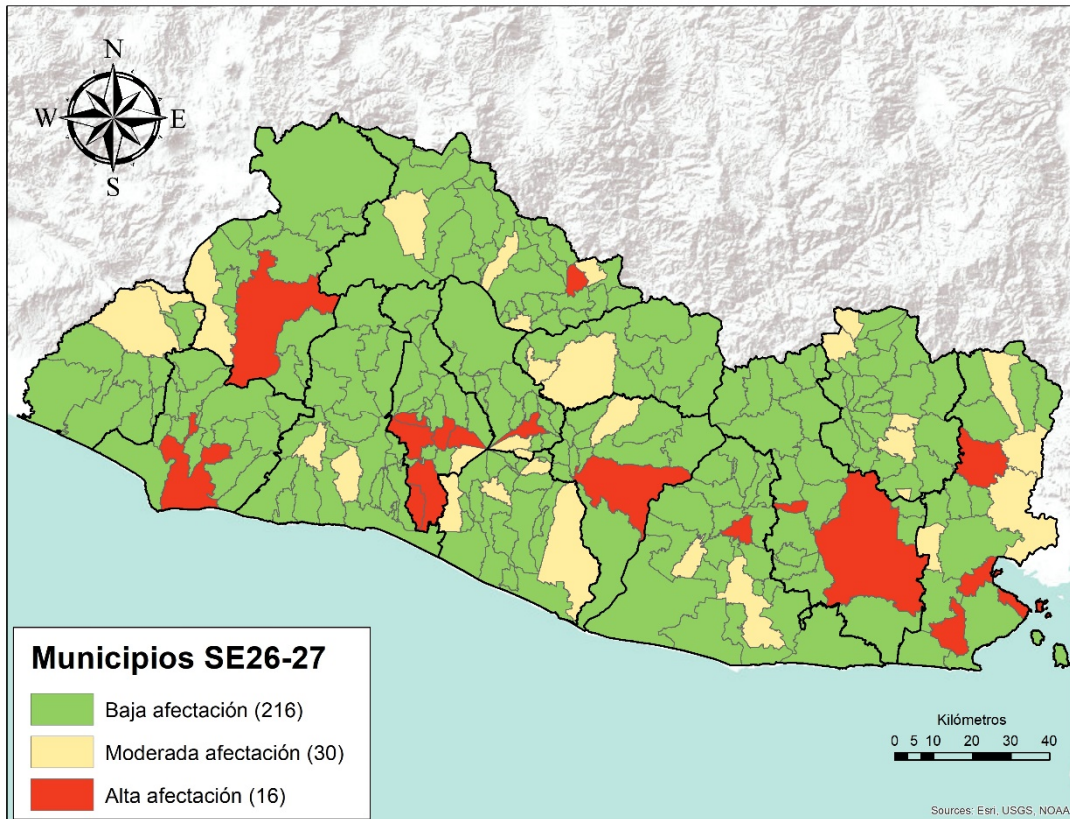 N
W E
S
Municipios SE26-27
Baja afectación (216)
Moderada afectación (30)
Alta afectación (16)
Kilómetros
0 5 10 20 30 40
Sources: Esri, USGS, NOAA